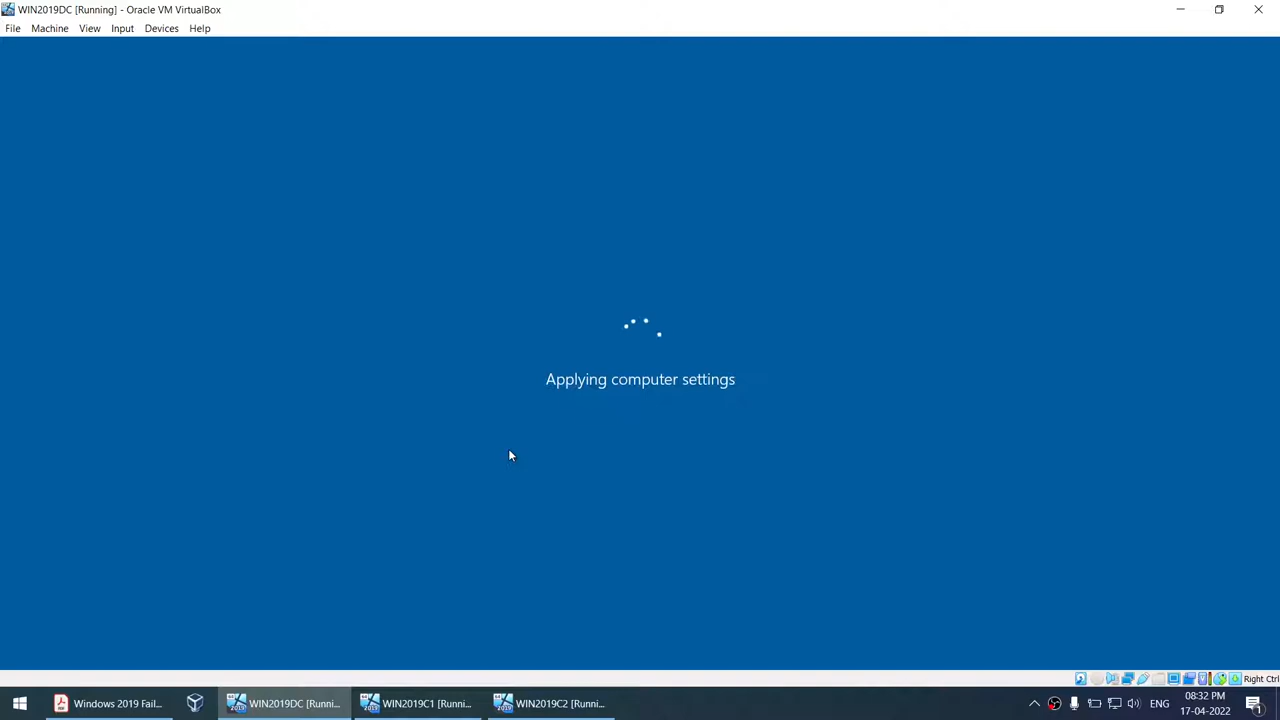 WIN2019DC [Running] - Oracle VM VirtualBox
File Machine View Input Devices Help
Applying computer settings
Right Ctrl
Windows 2019 Fail...
WIN2019DC [Runni...
WIN2019C1 [Runni...
WIN2019C2 [Runni...
ENG
08:32 PM
17-04-2022
1